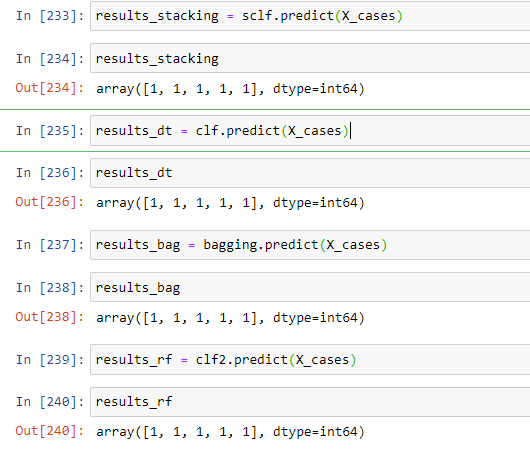 In [233]: results_stacking = sclf.predict(X_cases)
In [234]: results_stacking
Out[234]: array([1, 1, 1, 1, 1], dtype=int64)
In [235]: results_dt = clf.predict(X_cases)
In [236]: results_dt
Out[236]: array([1, 1, 1, 1, 1], dtype=int64)
In [237]: results_bag = bagging.predict(X_cases)
In [238]: results_bag
Out[238]: array([1, 1, 1, 1, 1], dtype=int64)
In [239]: results_rf = clf2.predict(X_cases)
In [240]: results_rf
Out[240]: array([1, 1, 1, 1, 1], dtype=int64)